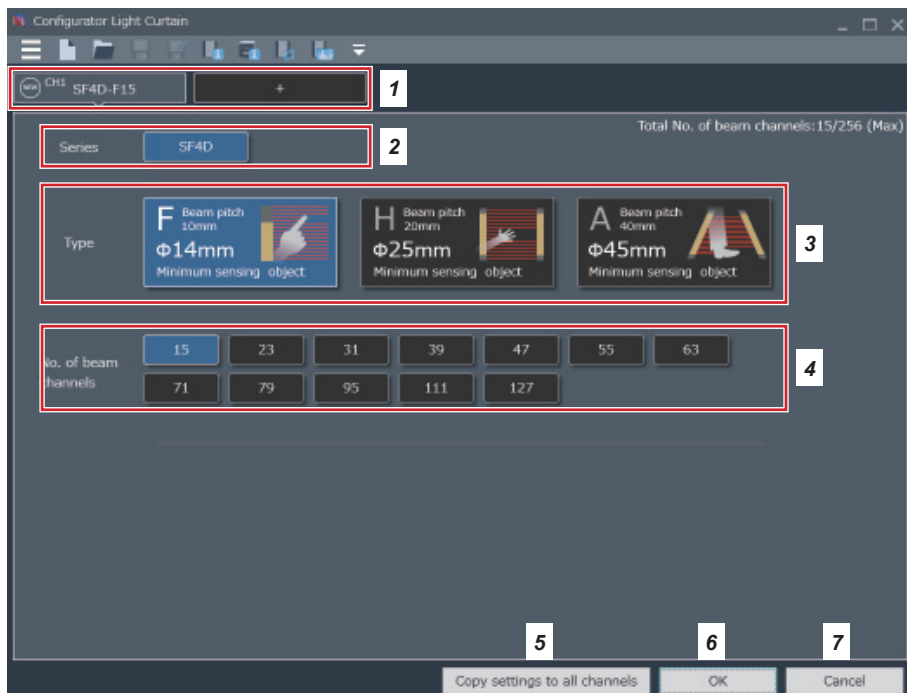 Configurator Light Curtain
NEW CH1 SF4D-F15
+
1
Total No. of beam channels:15/256 (Max)
Series
SF4D
2
Type
F Beam pitch
10mm
Φ14mm
Minimum sensing object
H Beam pitch
20mm
Φ25mm
Minimum sensing object
A Beam pitch
40mm
Φ45mm
Minimum sensing object
3
No. of beam
channels
15 23 31 39 47 55 63
71 79 95 111 127
4
5 6 7
Copy settings to all channels OK Cancel